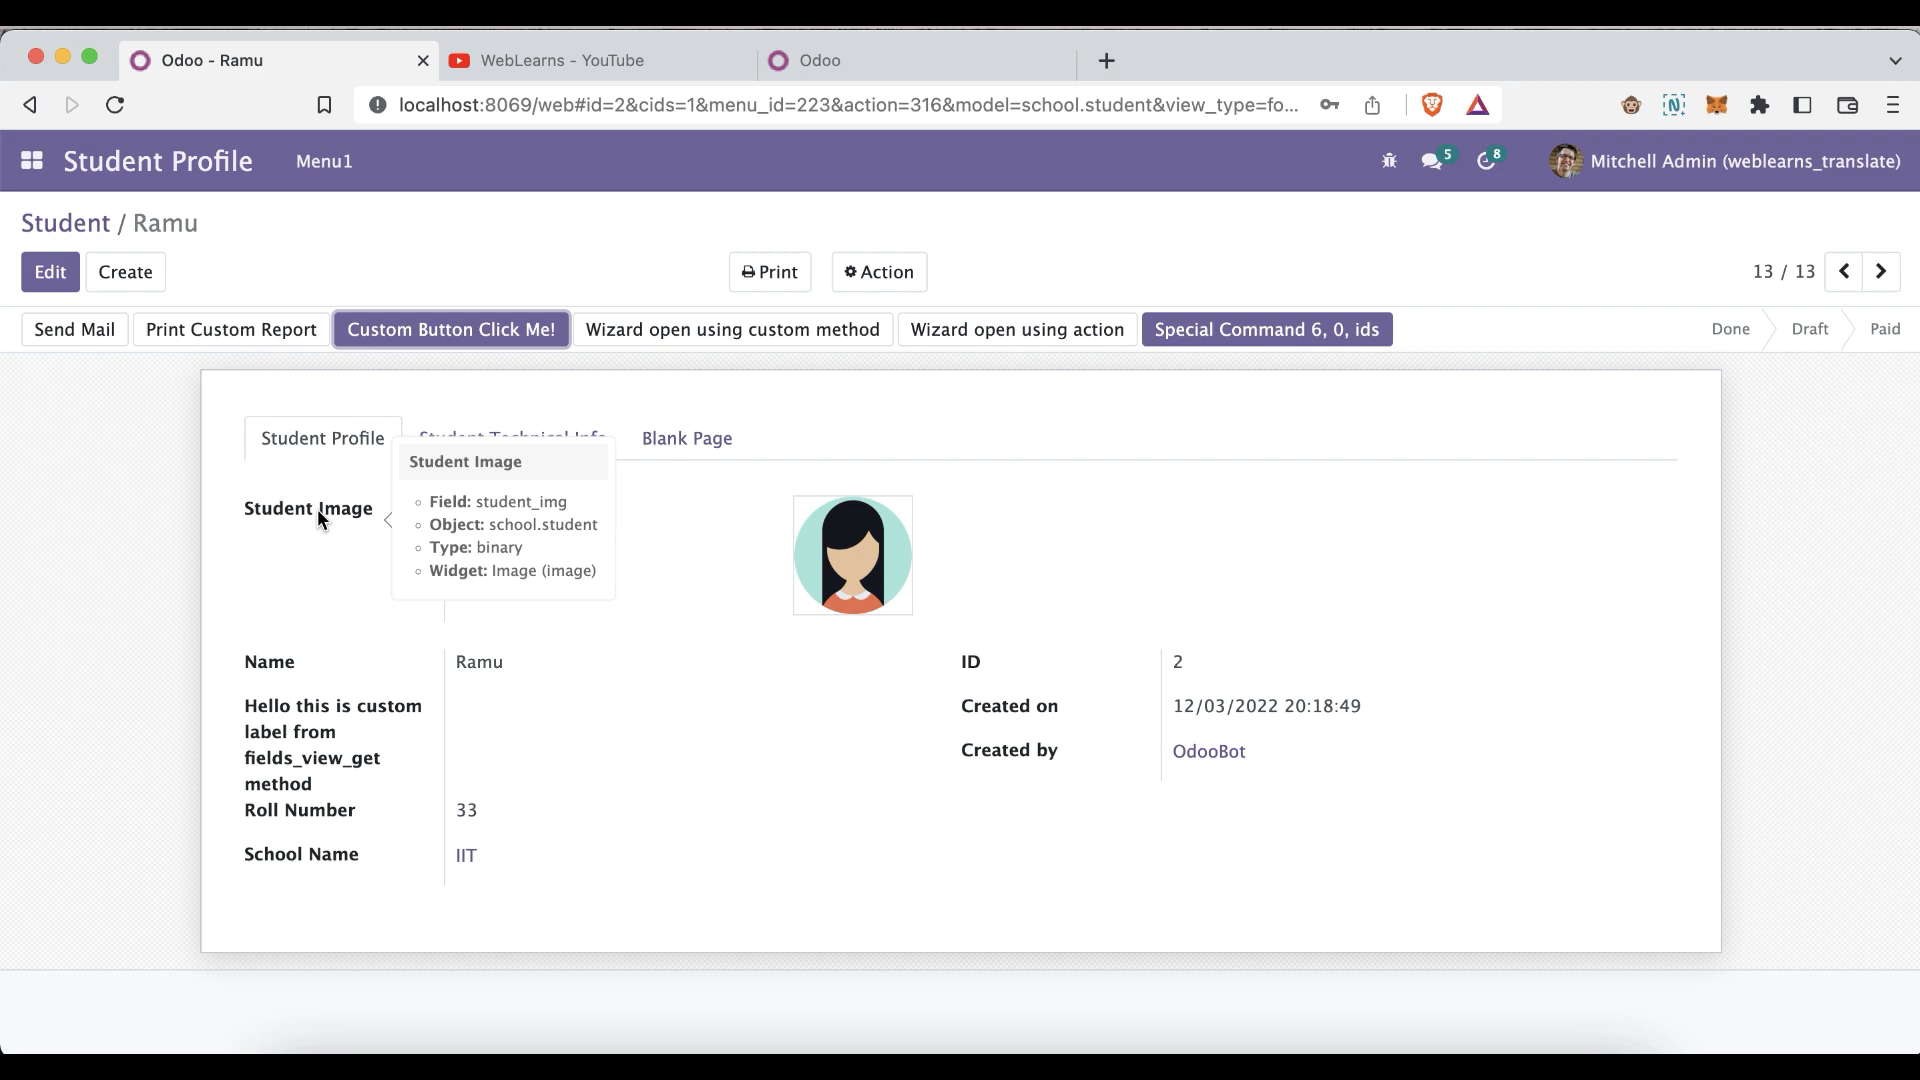 Odoo - Ramu
WebLearns - YouTube
Odoo
localhost:8069/web#id=2&cids=1&menu_id=223&action=316&model=school.student&view_type=fo...
Student Profile
Menu1
5
8
Mitchell Admin (weblearns_translate)
Student / Ramu
Edit
Create
Print
Action
13 / 13
Send Mail
Print Custom Report
Custom Button Click Me!
Wizard open using custom method
Wizard open using action
Special Command 6, 0, ids
Done
Draft
Paid
Student Profile
Student Technical Info
Blank Page
Student Image
Student Image
Field: student_img
Object: school.student
Type: binary
Widget: Image (image)
Name
Ramu
Hello this is custom
label from
fields_view_get
method
Roll Number
33
School Name
IIT
ID
2
Created on
12/03/2022 20:18:49
Created by
OdooBot